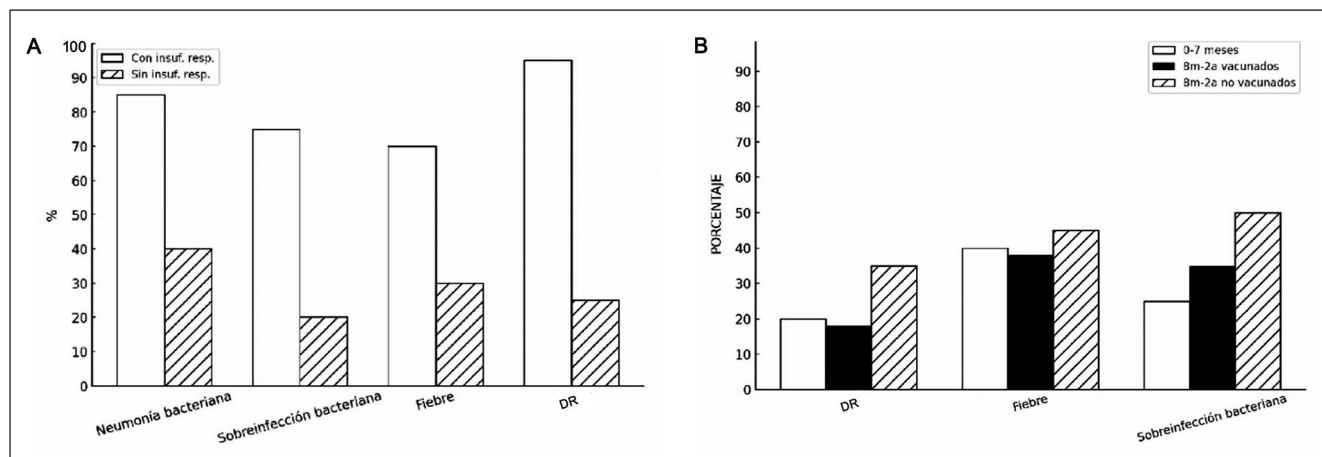 A
100
90
80
70
60
50
40
30
20
10
0
%
Con insuf. resp.
Sin insuf. resp.
Neumonía bacteriana
Sobreinfección bacteriana
Fiebre
DR
B
90
80
70
60
50
40
30
20
10
0
PORCENTAJE
0-7 meses
8m-2a vacunados
8m-2a no vacunados
DR
Fiebre
Sobreinfección bacteriana